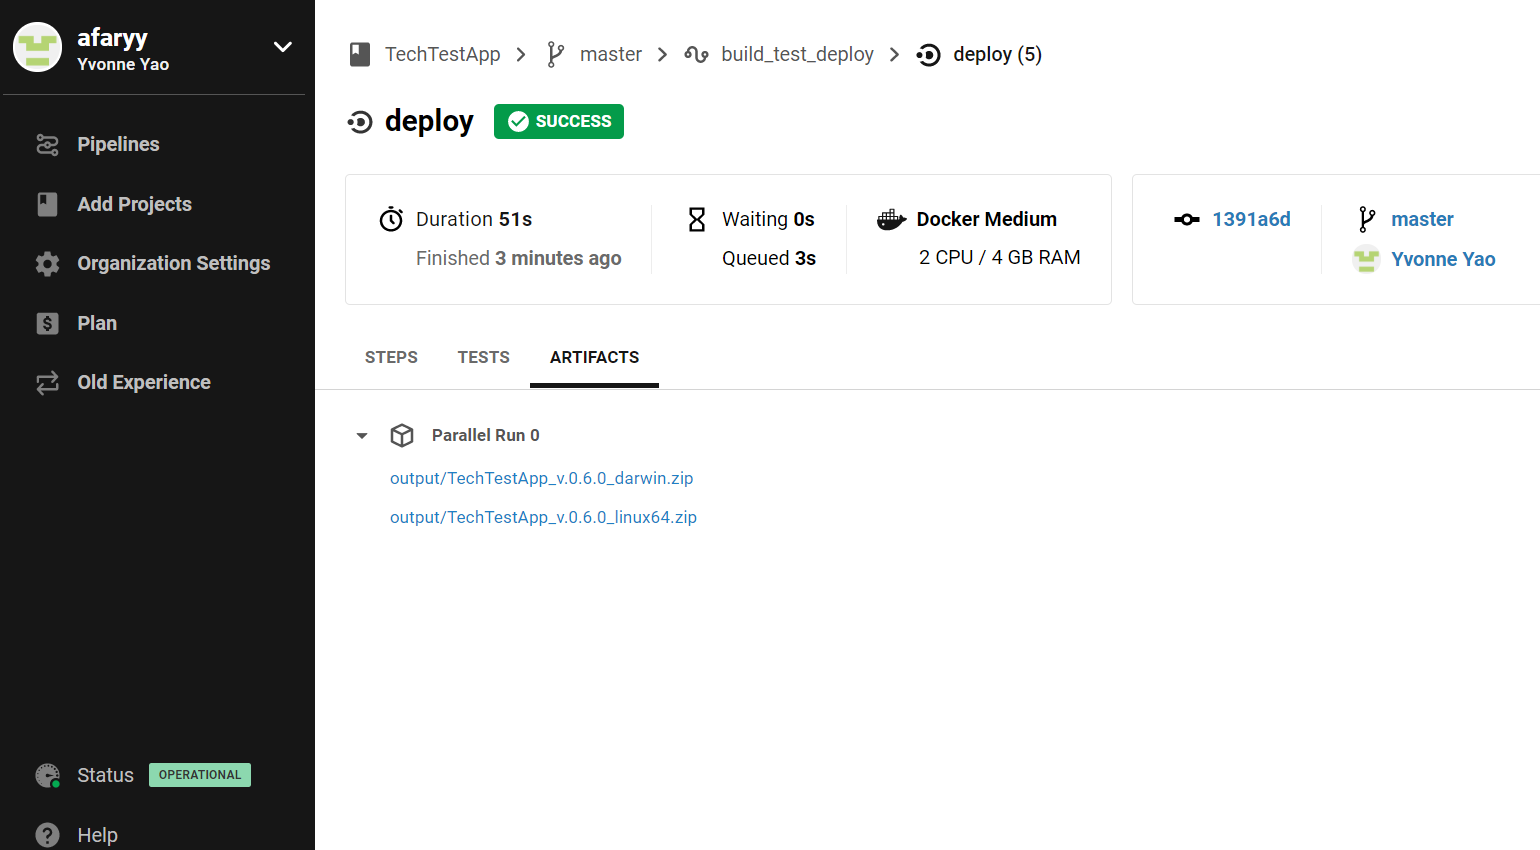 afaryy
Yvonne Yao
Pipelines
Add Projects
Organization Settings
Plan
Old Experience
Status OPERATIONAL
Help
TechTestApp master build_test_deploy deploy (5)
deploy SUCCESS
Duration 51s
Finished 3 minutes ago
Waiting 0s
Queued 3s
Docker Medium
2 CPU / 4 GB RAM
1391a6d
master
Yvonne Yao
STEPS TESTS ARTIFACTS
Parallel Run 0
output/TechTestApp_v.0.6.0_darwin.zip
output/TechTestApp_v.0.6.0_linux64.zip